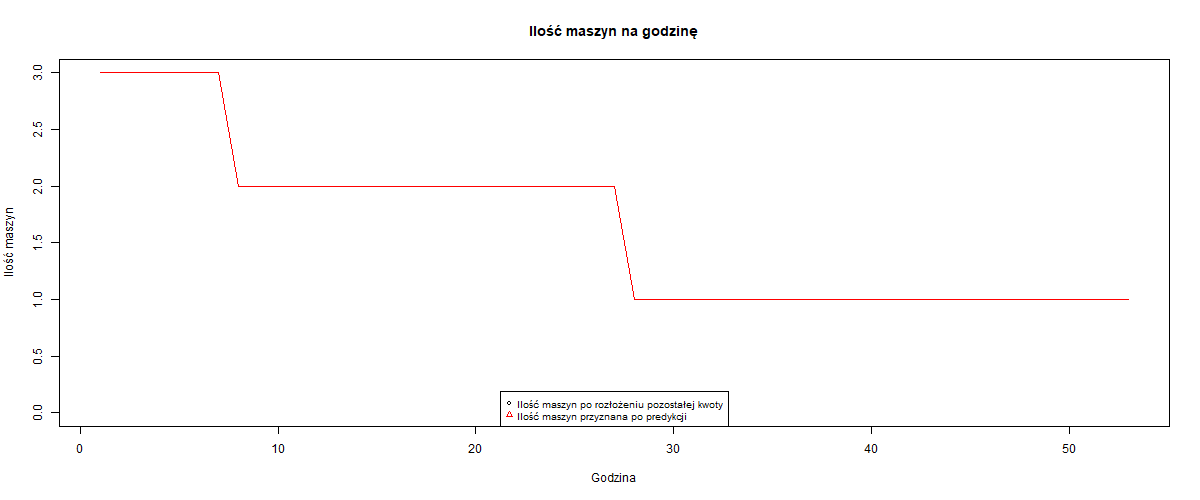 Ilość maszyn na godzinę
Ilość maszyn
3.0
2.5
2.0
1.5
1.0
0.5
0.0
Ilość maszyn po rozłożeniu pozostałej kwoty
Ilość maszyn przyznana po predykcji
0 10 20 30 40 50
Godzina